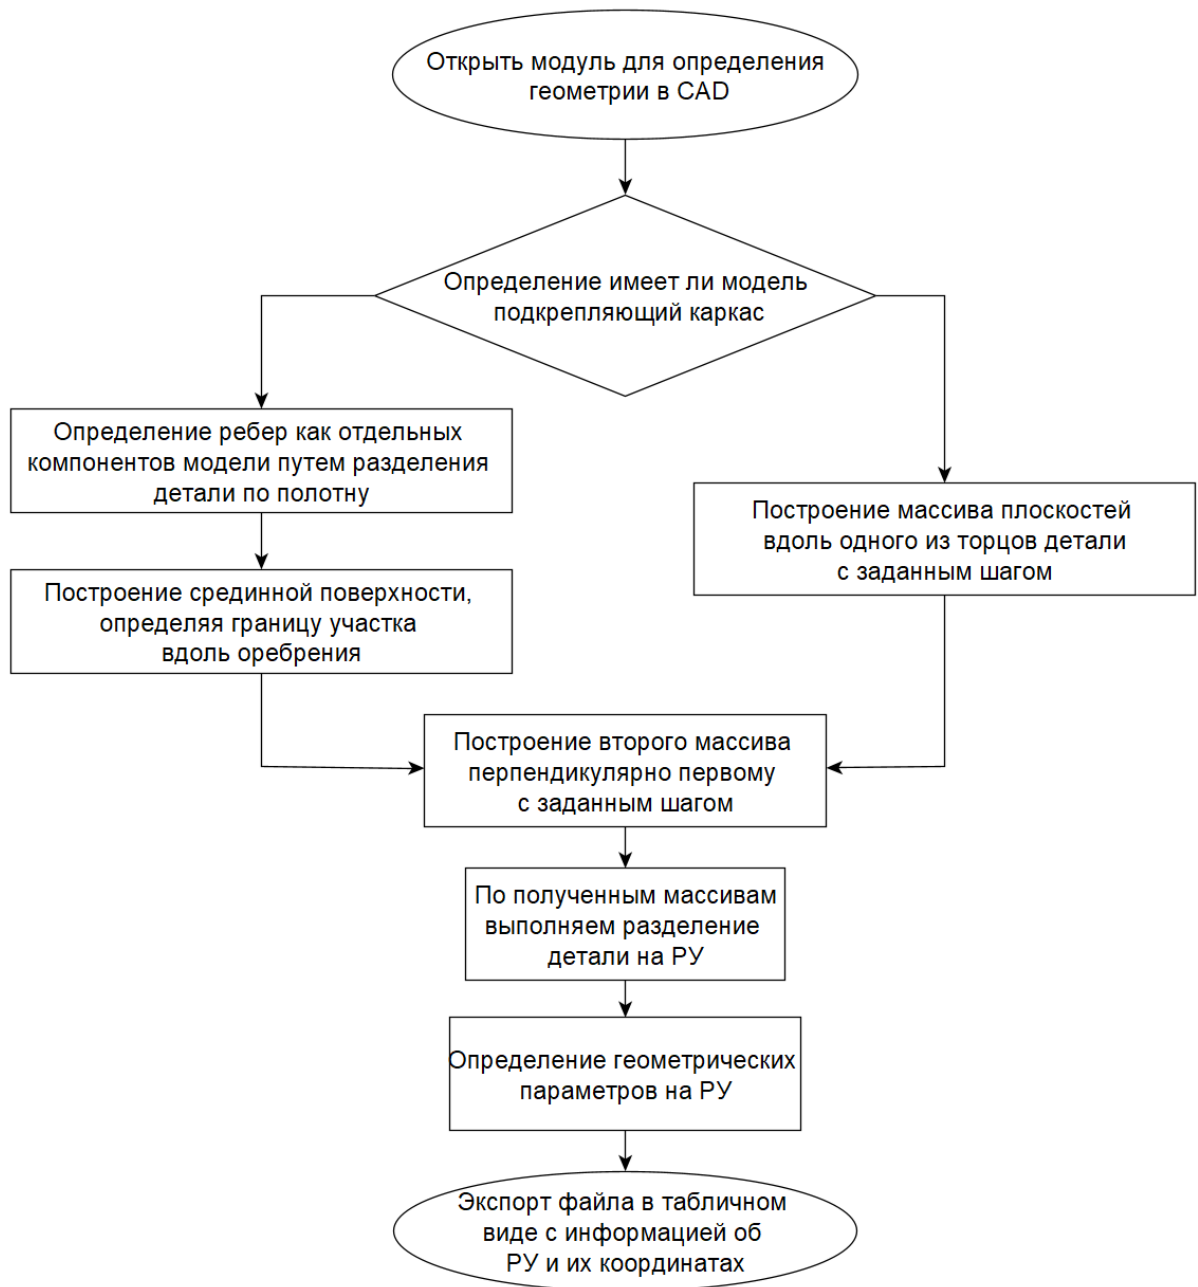 Открыть модуль для определения
геометрии в CAD
Определение имеет ли модель
подкрепляющий каркас
Определение ребер как отдельных
компонентов модели путем разделения
детали по полотну
Построение срединной поверхности,
определяя границу участка
вдоль оребрения
Построение массива плоскостей
вдоль одного из торцов детали
с заданным шагом
Построение второго массива
перпендикулярно первому
с заданным шагом
По полученным массивам
выполняем разделение
детали на РУ
Определение геометрических
параметров на РУ
Экспорт файла в табличном
виде с информацией об
РУ и их координатах